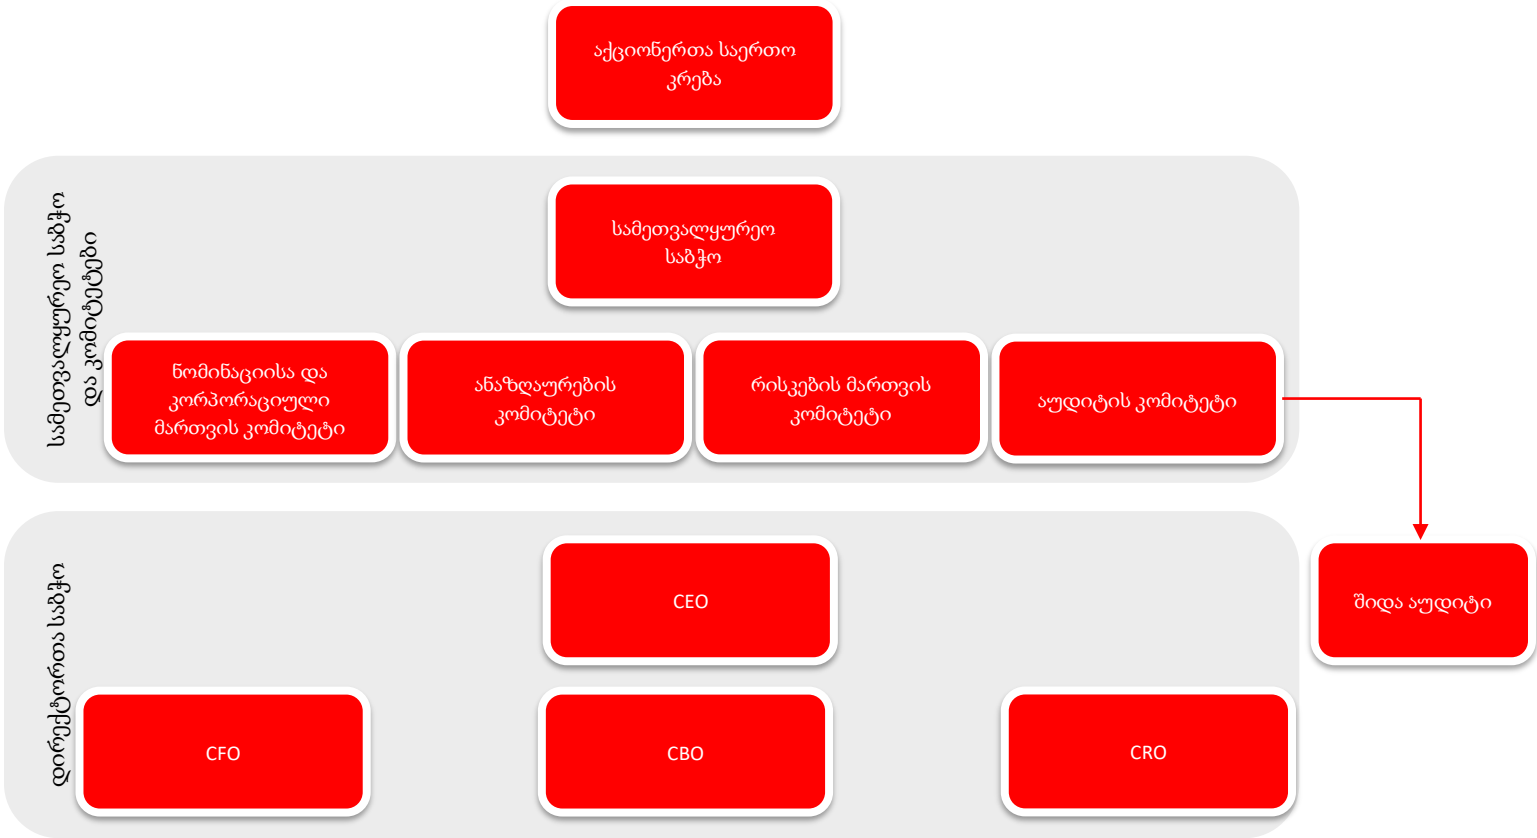 აქციონერთა საერთო
კრება
სამეთვალყურეო საბჭო
და კომიტეტები
სამეთვალყურეო
საბჭო
ნომინაციისა და
კორპორაციული
მართვის კომიტეტი
ანაზღაურების
კომიტეტი
რისკების მართვის
კომიტეტი
აუდიტის კომიტეტი
დირექტორთა საბჭო
CEO
შიდა აუდიტი
CFO
CBO
CRO